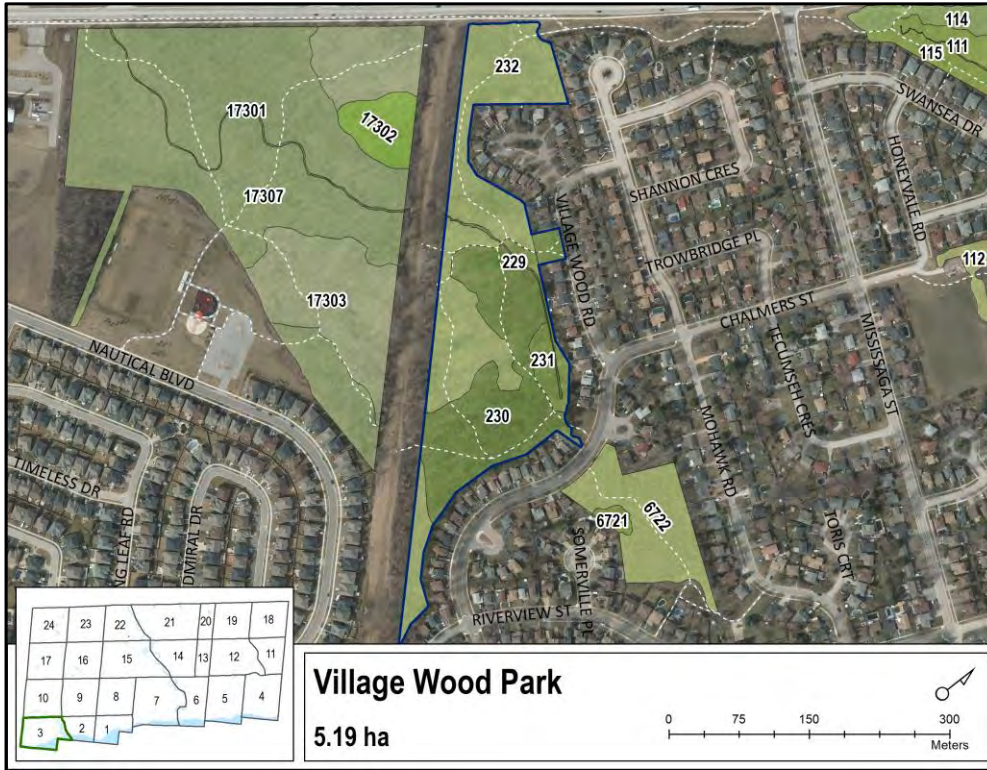 114
115 111
232
17301
17302
SWANSEA DR
HONEYVALE RD
SHANNON CRES
17307
VILLAGE WOOD RD
TROWBRIDGE PL
229
112
17303
CHALMERS ST
NAUTICAL BLVD
231
TECUMSEH CRES
MISSISSAGA ST
230
MOHAWK RD
TIMELESS DR
NG LEAF RD
DMIRAL DR
6721
6722
SOMERVILLE PL
TORIS CRT
RIVERVIEW ST
24 23 22 21 20 19 18
17 16 15 14 13 12 11
10 9 8 7 6 5 4
3 2 1
Village Wood Park
5.19 ha
0 75 150 300
Meters